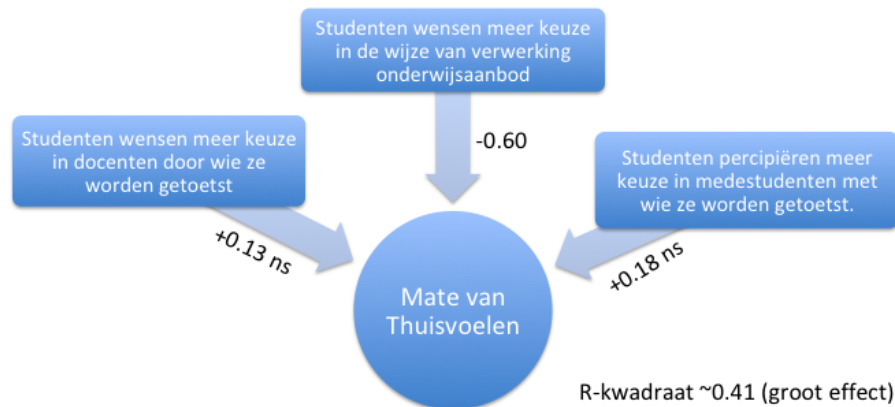 Studenten wensen meer keuze
in de wijze van verwerking
onderwijsaanbod
-0.60
Studenten wensen meer keuze
in docenten door wie ze
worden getoetst
+0.13 ns
Studenten percipiëren meer
keuze in medestudenten met
wie ze worden getoetst.
+0.18 ns
Mate van
Thuisvoelen
R-kwadraat ~0.41 (groot effect)